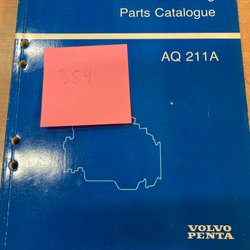 Parts Catalogue
AQ 211A
354
VOLVO
PENTA